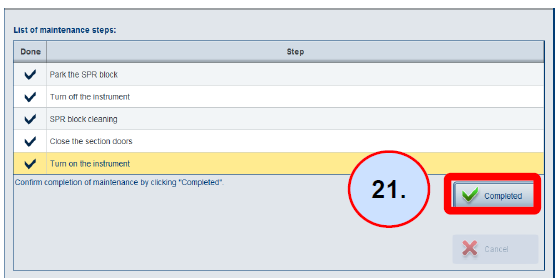 List of maintenance steps:
Done Step
Park the SPR block
Turn off the instrument
SPR block cleaning
Close the section doors
Turn on the instrument
Confirm completion of maintenance by clicking "Completed".
21.
Completed
Cancel